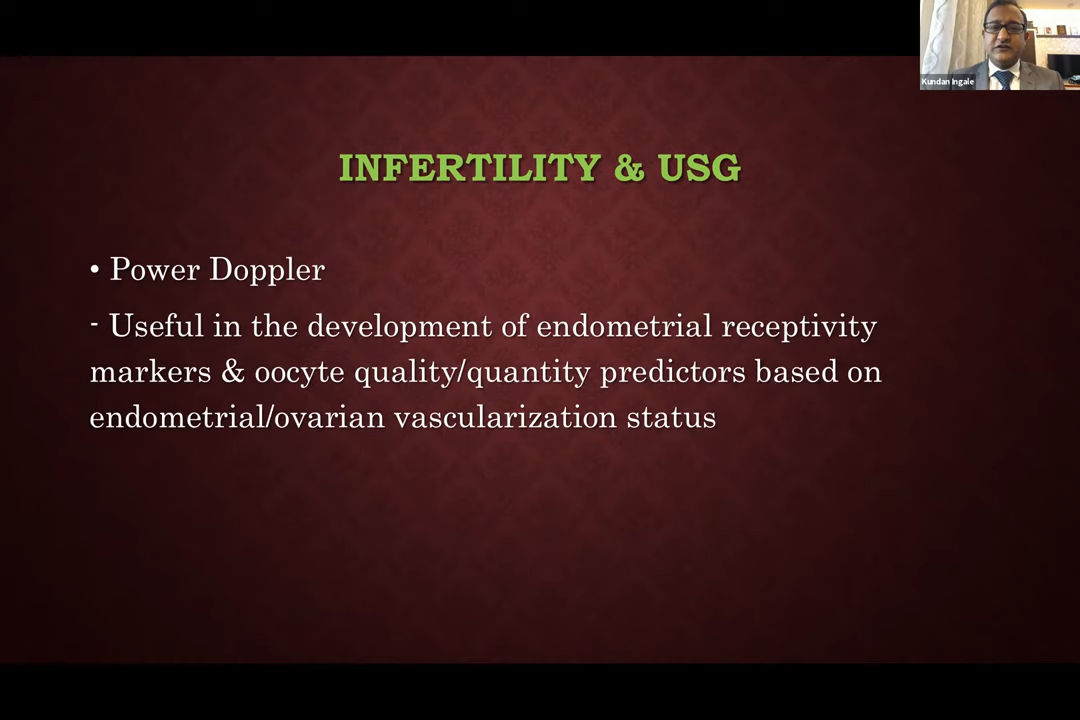 Kundan Ingale
INFERTILITY & USG
• Power Doppler
- Useful in the development of endometrial receptivity
markers & oocyte quality/quantity predictors based on
endometrial/ovarian vascularization status